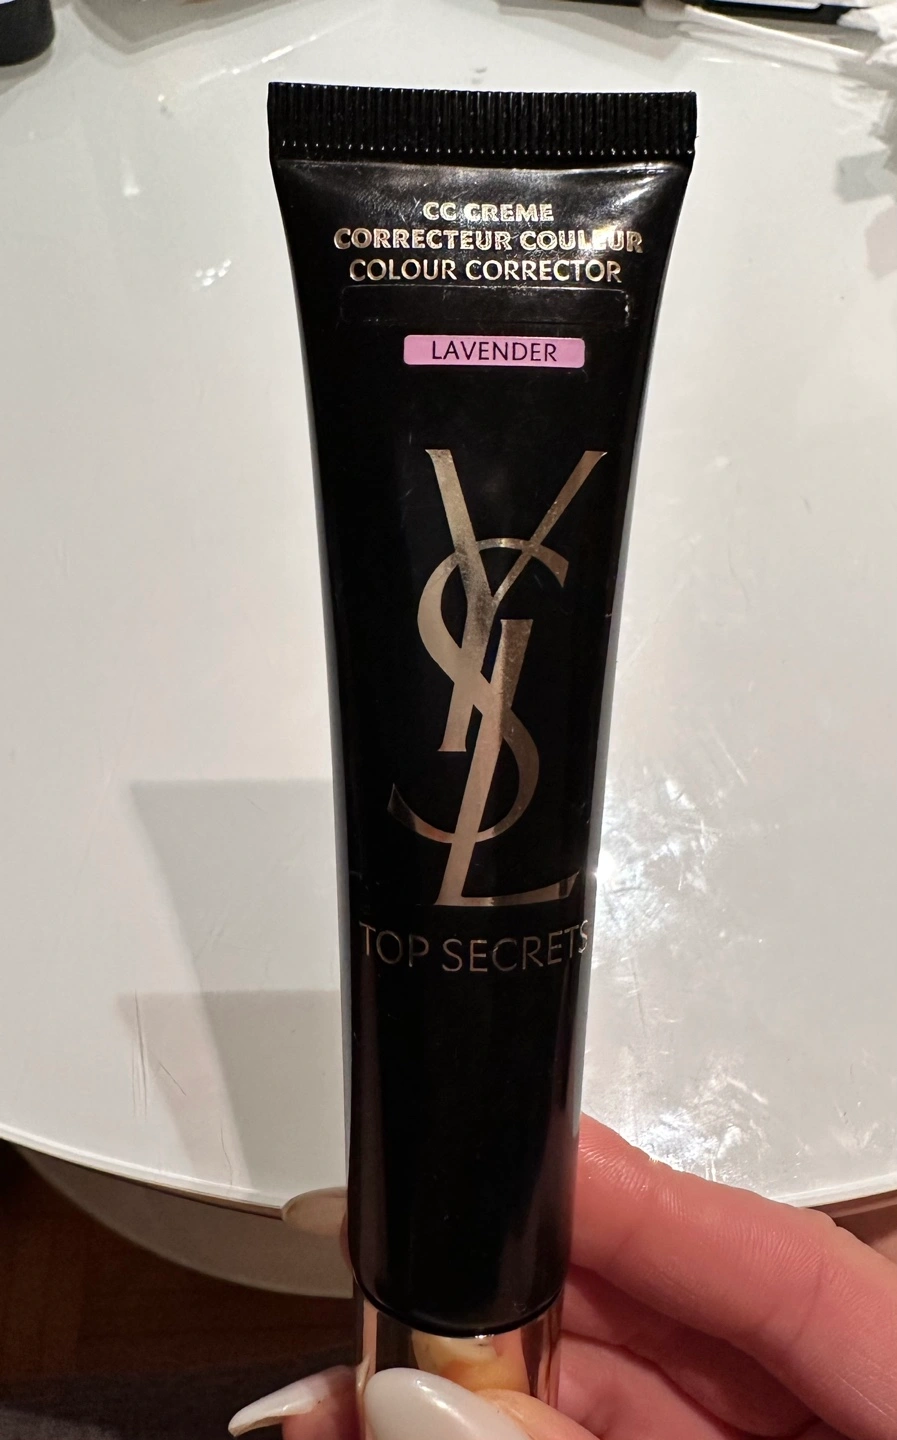 CC CREME
CORRECTEUR COULEUR
COLOUR CORRECTOR
LAVENDER
YSL
TOP SECRETS